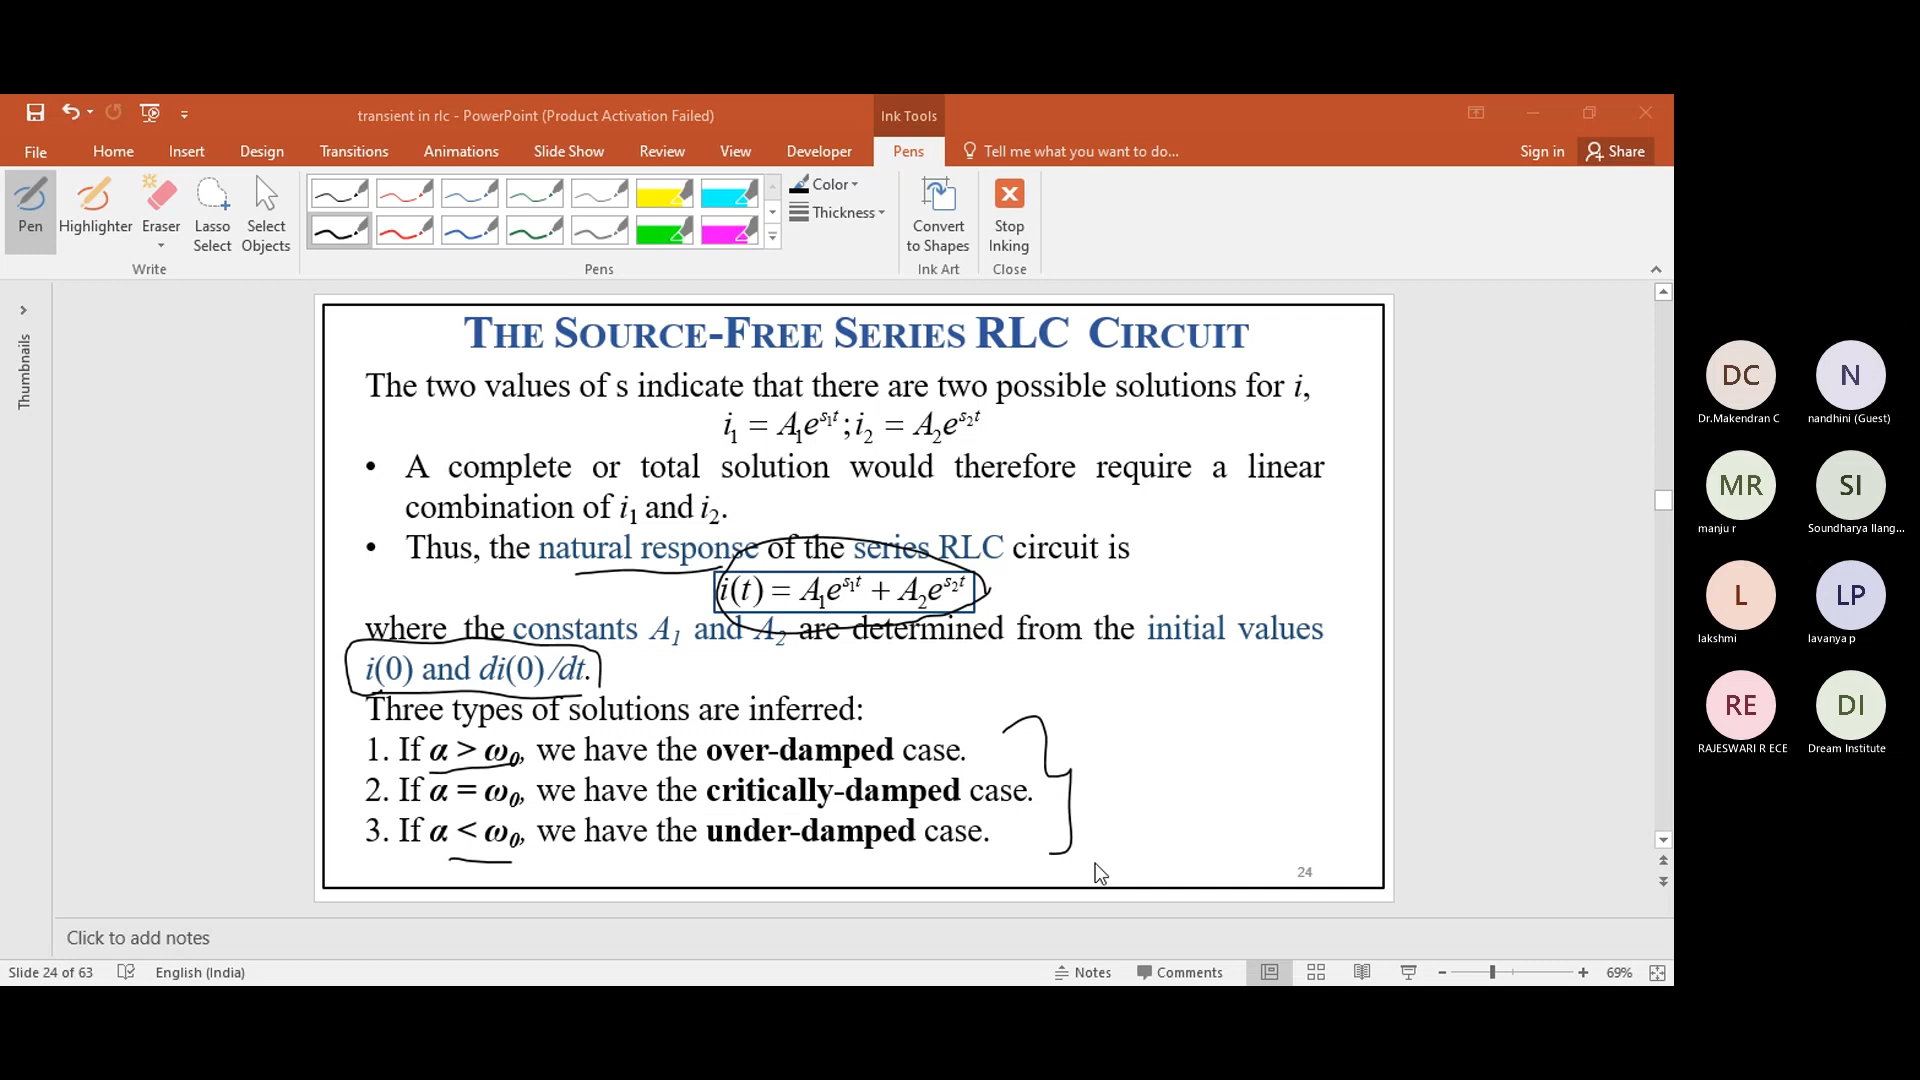 transient in rlc - PowerPoint (Product Activation Failed)
Ink Tools
File Home Insert Design Transitions Animations Slide Show Review View Developer Pens Tell me what you want to do... Sign in Share
Pen Highlighter Eraser Lasso Select Select Objects
Color
Thickness
Convert to Shapes
Stop Inking
Write Pens Ink Art Close
Thumbnails
THE SOURCE-FREE SERIES RLC CIRCUIT
The two values of s indicate that there are two possible solutions for i,
i₁ = A₁e^{s₁t} ; i₂ = A₂e^{s₂t}
• A complete or total solution would therefore require a linear
combination of i₁ and i₂.
• Thus, the natural response of the series RLC circuit is
i(t) = A₁e^{s₁t} + A₂e^{s₂t}
where the constants A₁ and A₂ are determined from the initial values
i(0) and di(0)/dt.
Three types of solutions are inferred:
1. If α > ω₀, we have the over-damped case.
2. If α = ω₀, we have the critically-damped case.
3. If α < ω₀, we have the under-damped case.
24
Click to add notes
Slide 24 of 63 English (India) Notes Comments 69%
DC N
Dr.Makendran C nandhini (Guest)
MR SI
manju r Soundharya Ilang...
L LP
lakshmi lavanya p
RE DI
RAJESWARI R ECE Dream Institute